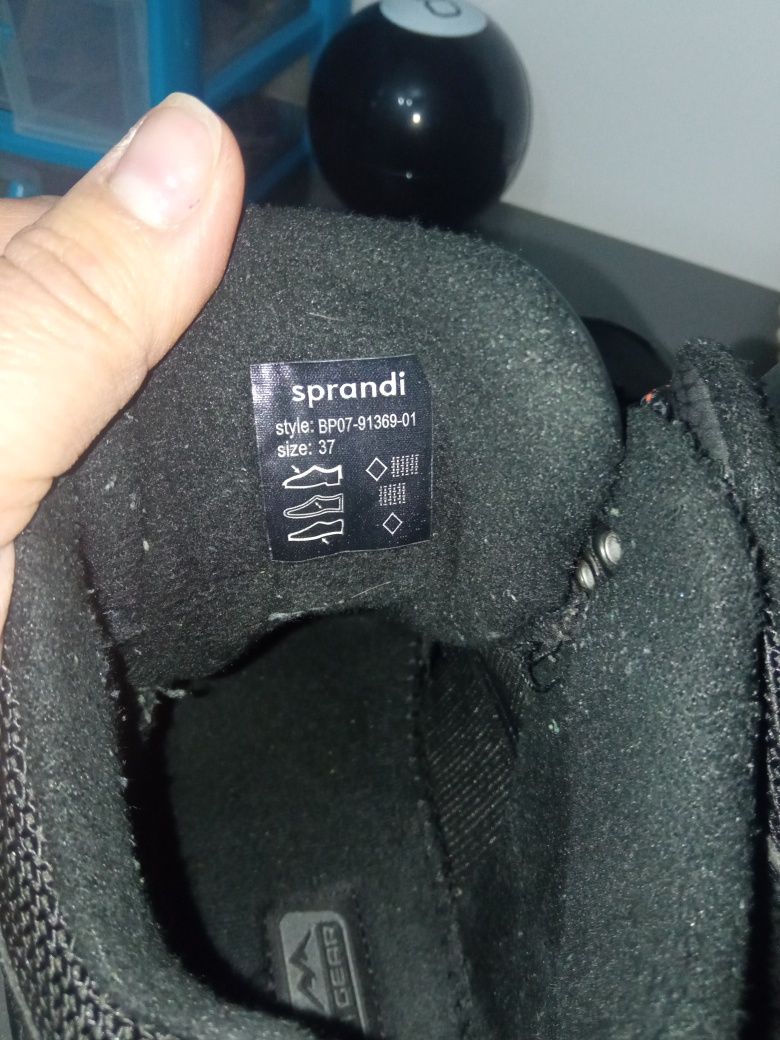 sprandi
style: BP07-91369-01
size: 37
GEAR